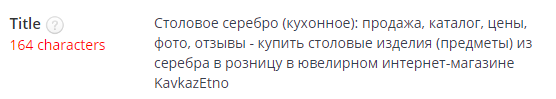 Title ?
164 characters
Столовое серебро (кухонное): продажа, каталог, цены,
фото, отзывы - купить столовые изделия (предметы) из
серебра в розницу в ювелирном интернет-магазине
KavkazEtno